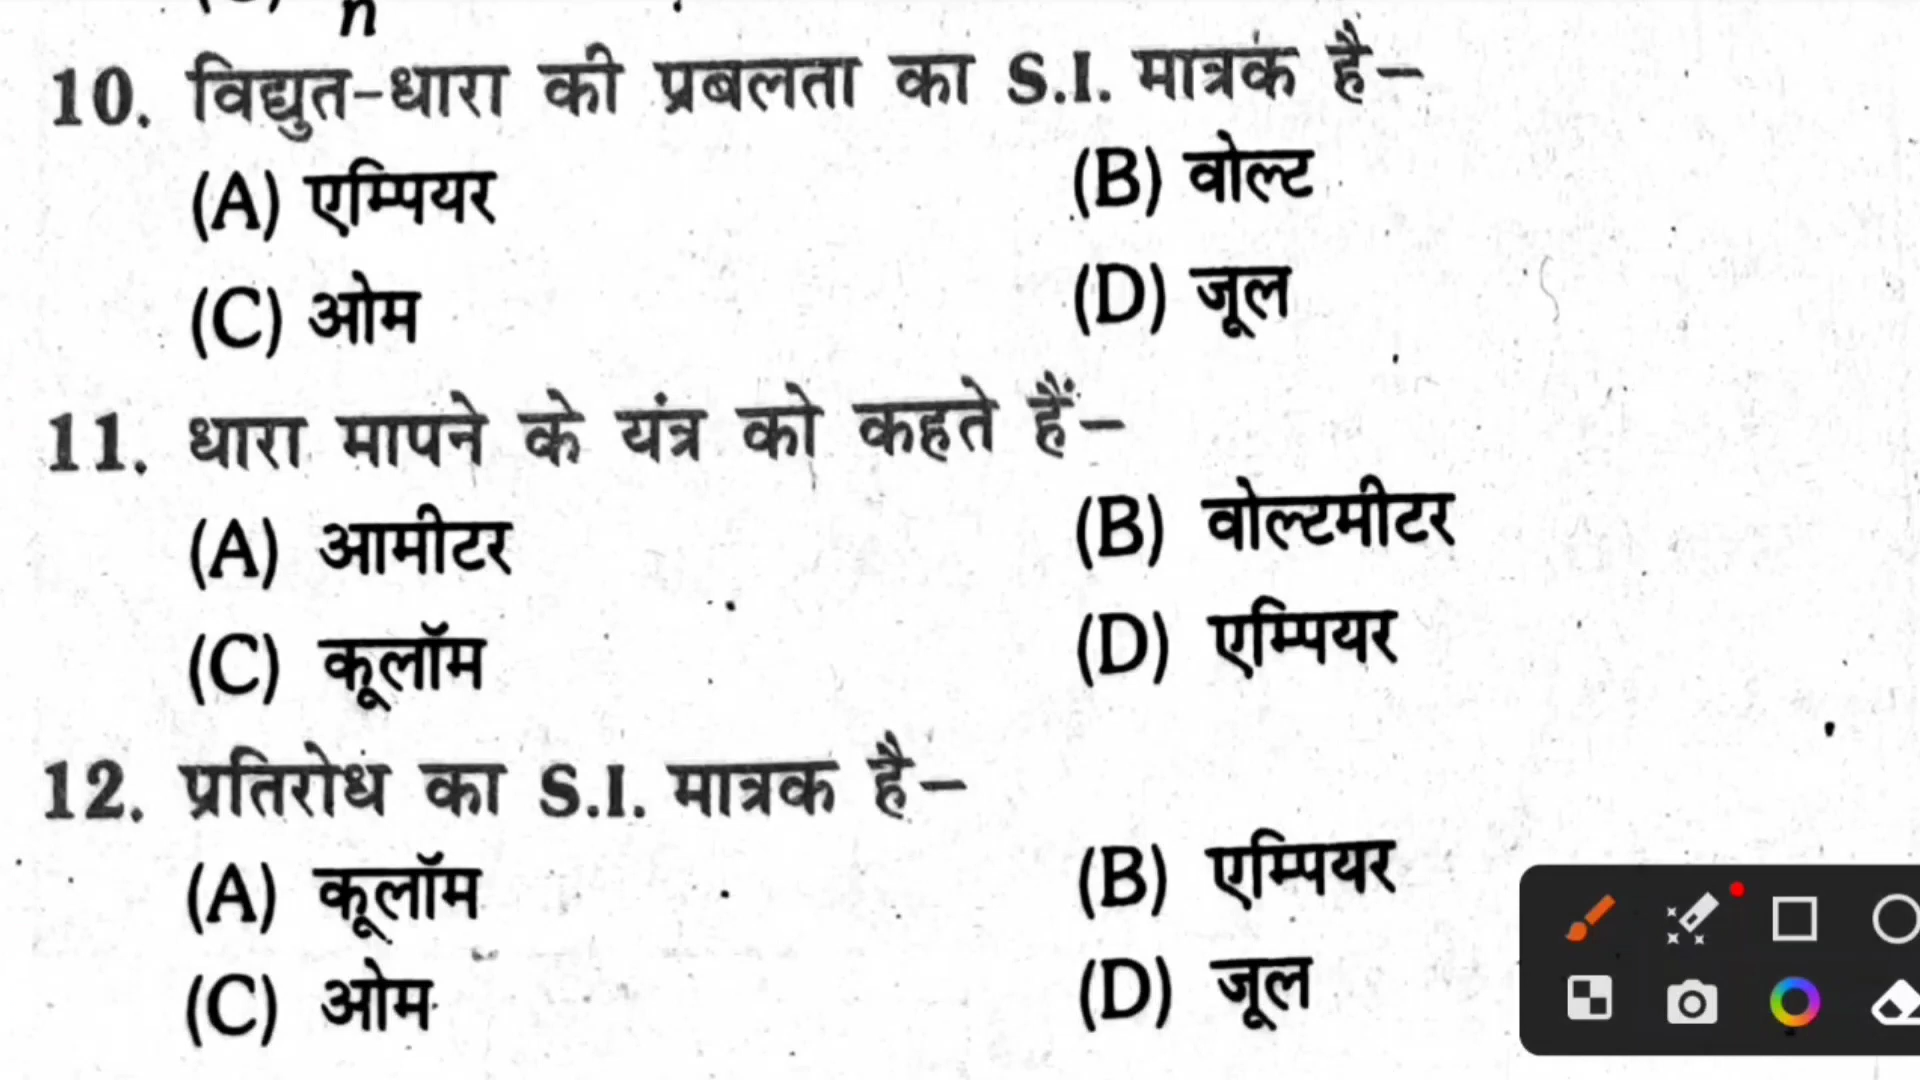 n
10. विद्युत-धारा की प्रबलता का S.I. मात्रक है–
(A) एम्पियर (B) वोल्ट
(C) ओम (D) जूल
11. धारा मापने के यंत्र को कहते हैं–
(A) आमीटर (B) वोल्टमीटर
(C) कूलॉम (D) एम्पियर
12. प्रतिरोध का S.I. मात्रक है–
(A) कूलॉम (B) एम्पियर
(C) ओम (D) जूल